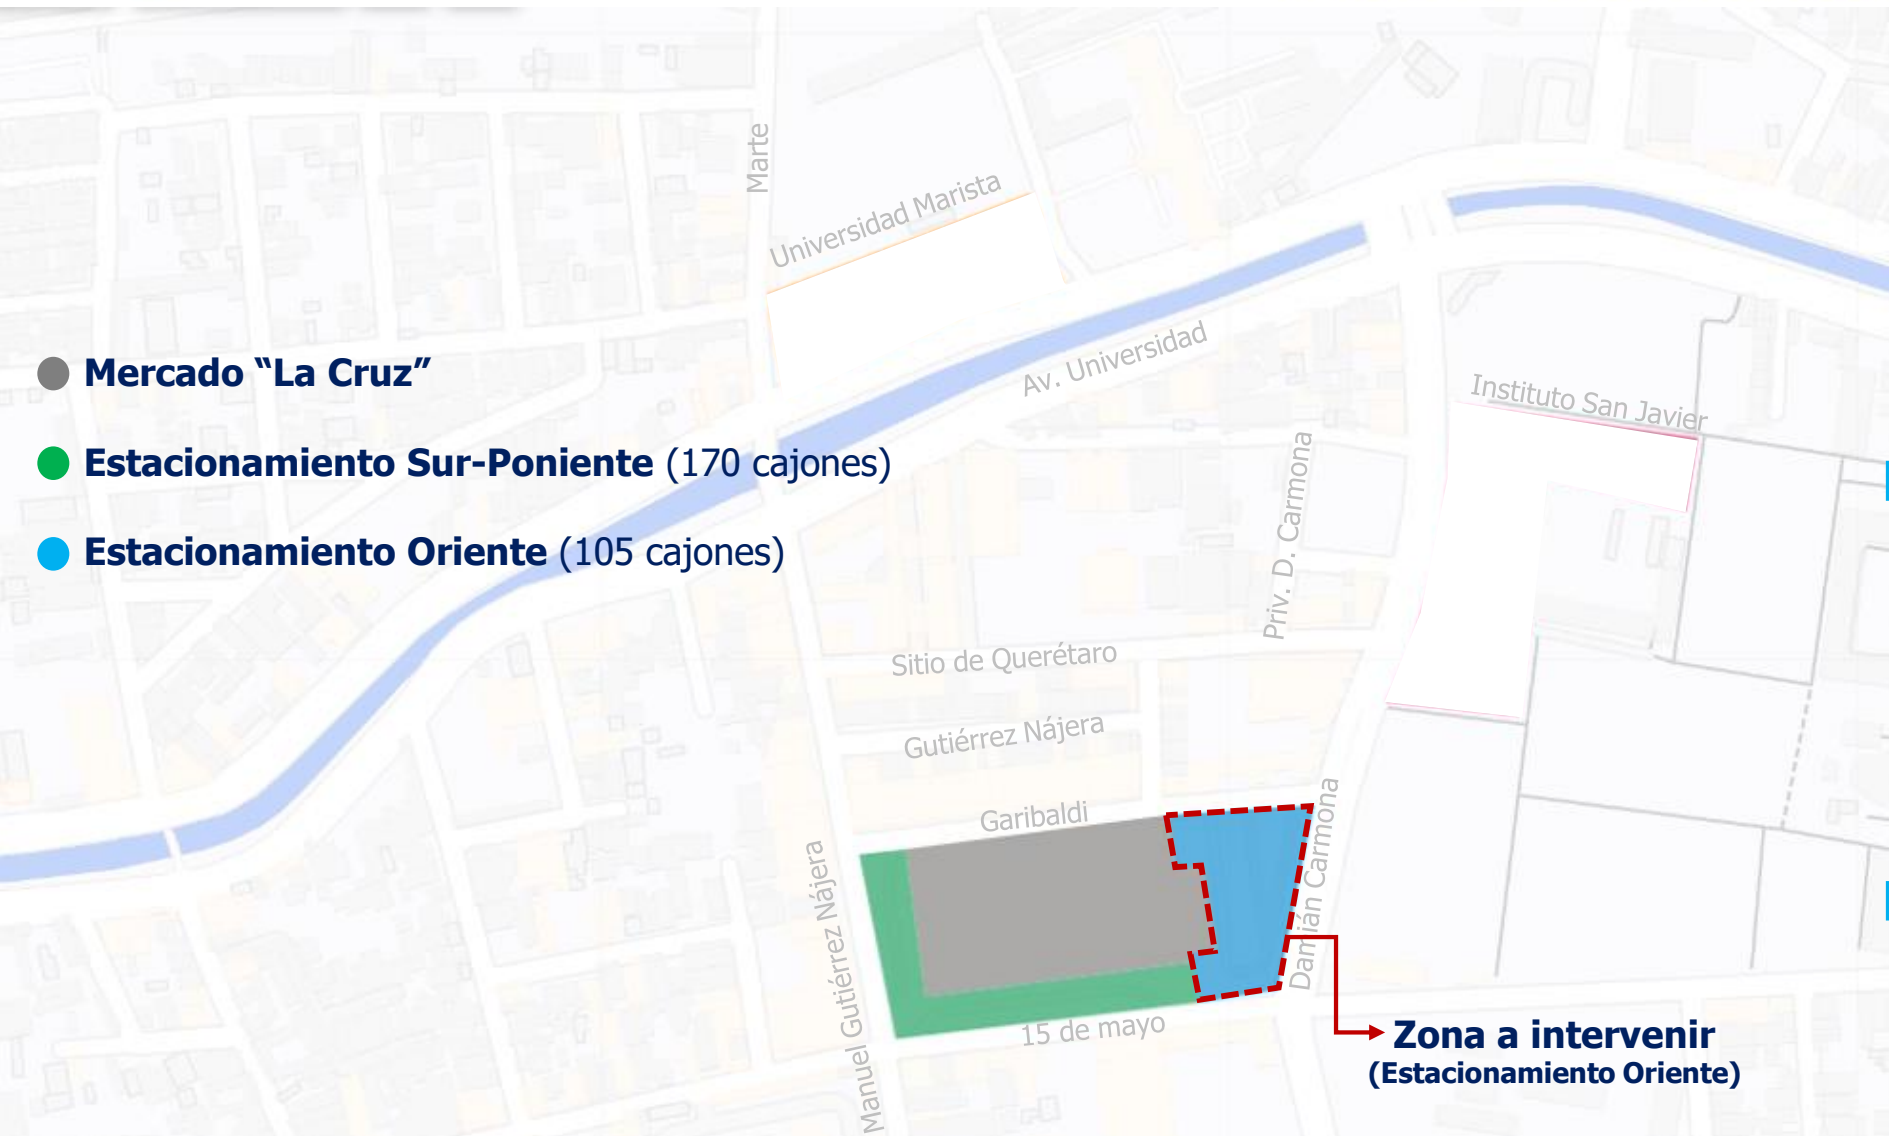 Marte
Universidad Marista
Av. Universidad
Mercado “La Cruz”
Instituto San Javier
Estacionamiento Sur-Poniente (170 cajones)
Estacionamiento Oriente (105 cajones)
Priv. D. Carmona
Sitio de Querétaro
Gutiérrez Nájera
Garibaldi
Damián Carmona
Manuel Gutiérrez Nájera
15 de mayo
Zona a intervenir
(Estacionamiento Oriente)